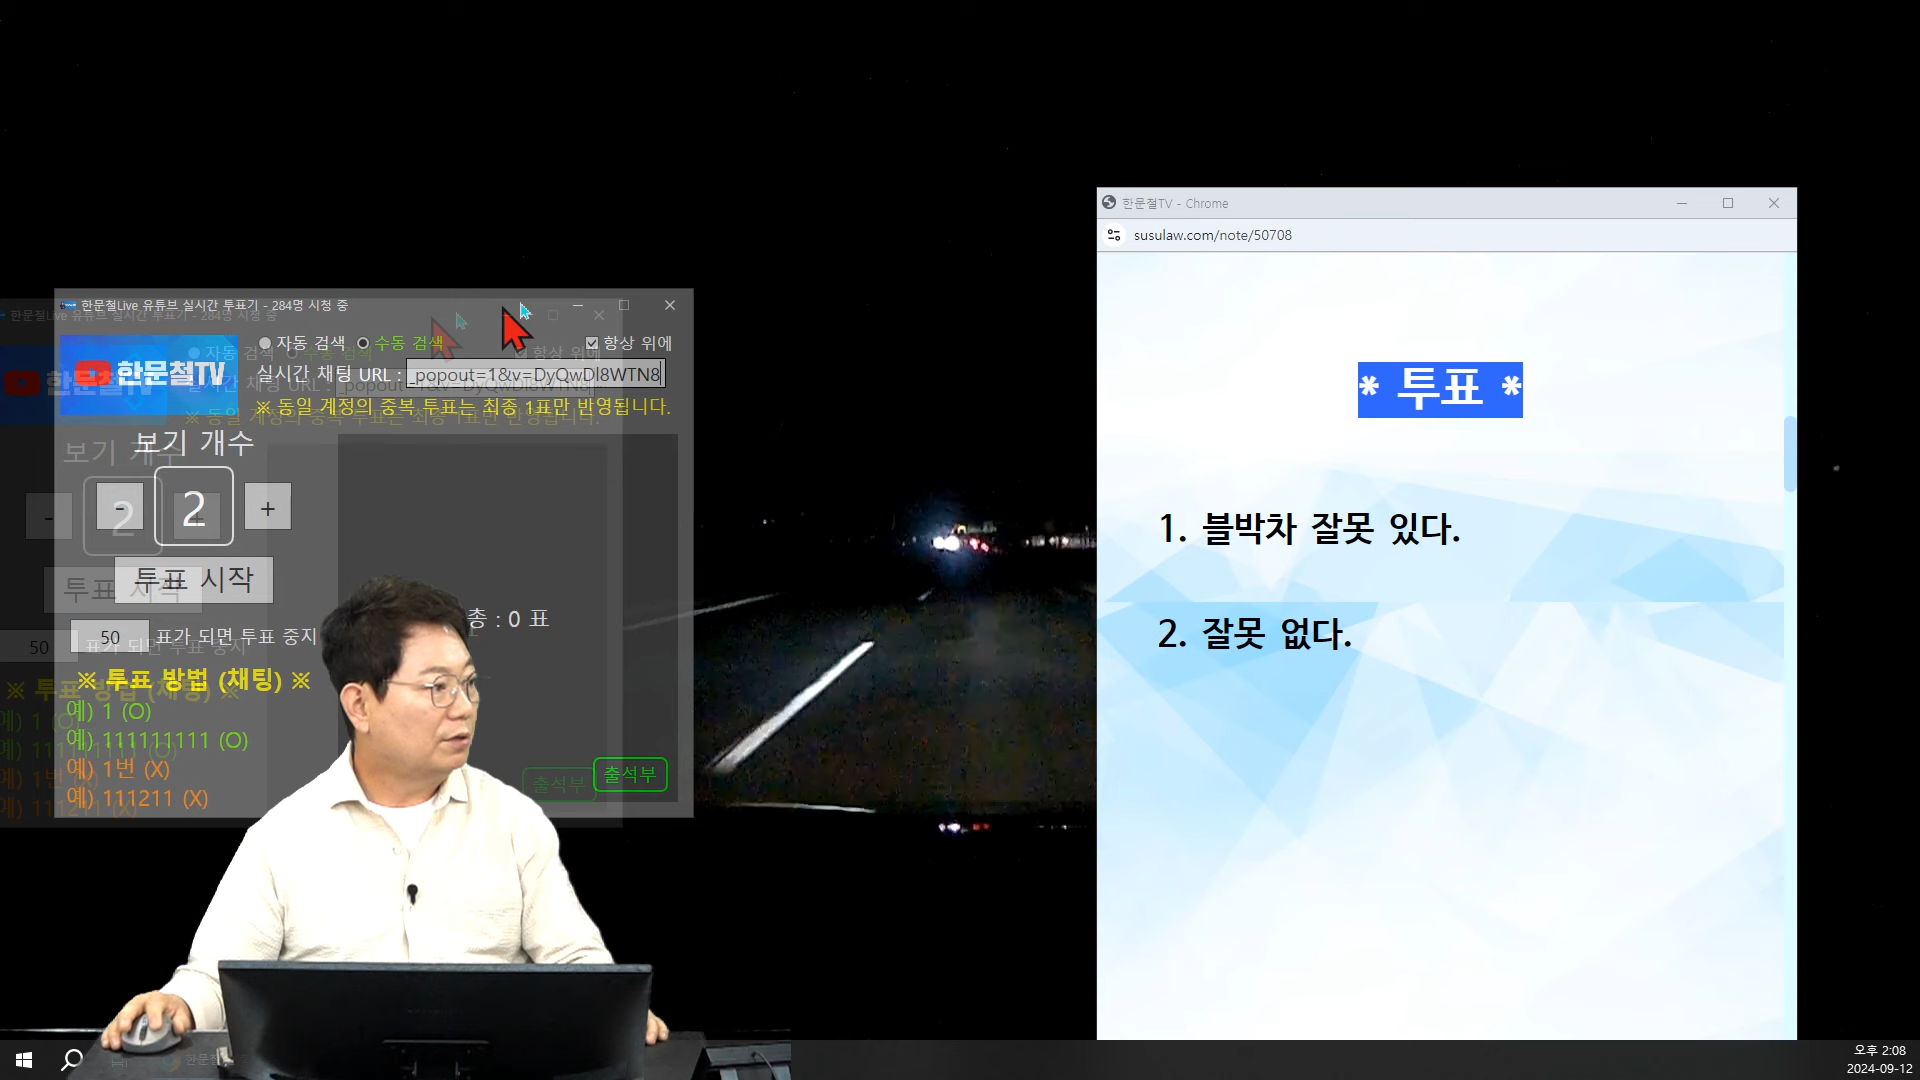 한문철Live 유튜브 실시간 투표기 - 284명 시청 중
한문철TV
자동 검색 수동 검색 항상 위에
실시간 채팅 URL : _popout=1&v=DyQwDl8WTN8
※ 동일 계정의 중복 투표는 최종 1표만 반영됩니다.
보기 개수
- 2 +
투표 시작
50 표가 되면 투표 중지
※ 투표 방법 (채팅) ※
예) 1 (O)
예) 111111111 (O)
예) 1번 (X)
예) 111211 (X)
총 : 0 표
출석부
한문철TV - Chrome
susulaw.com/note/50708
* 투표 *
1. 블박차 잘못 있다.
2. 잘못 없다.
오후 2:08
2024-09-12